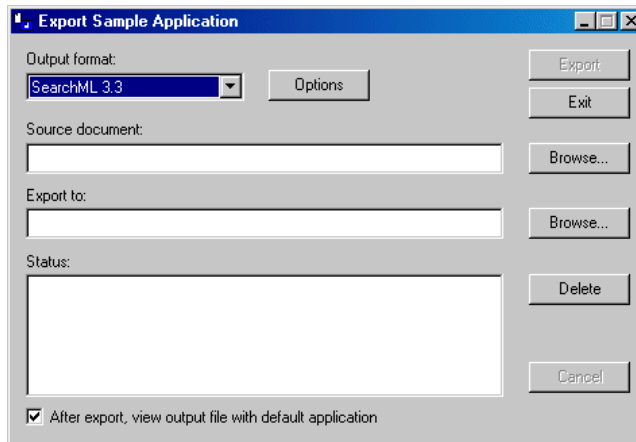 Export Sample Application
Output format:
Export
SearchML 3.3
Options
Exit
Source document:
Browse...
Export to:
Browse...
Status:
Delete
Cancel
After export, view output file with default application